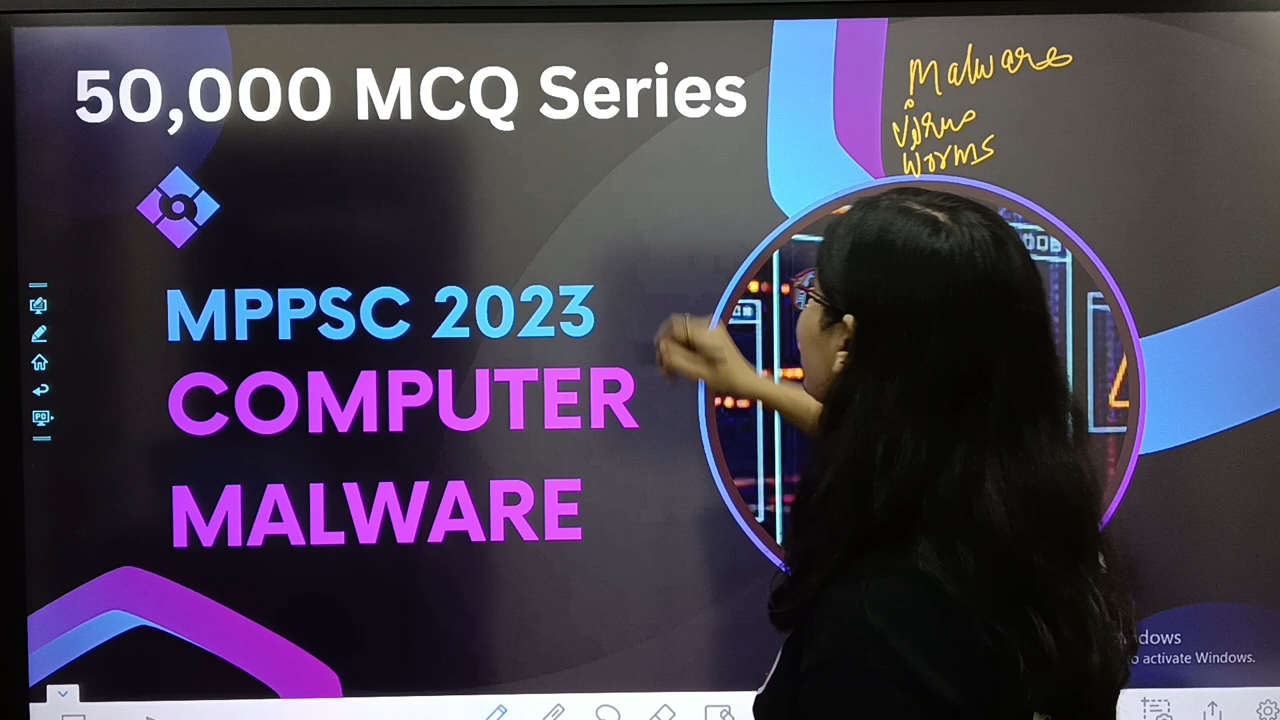 50,000 MCQ Series
Malware
Virus
worms
MPPSC 2023
COMPUTER
MALWARE
dows
o activate Windows.